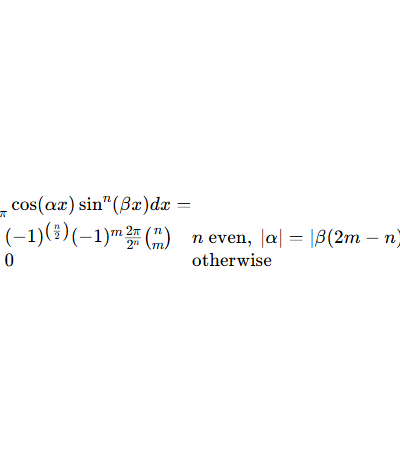 π cos(αx) sinⁿ(βx)dx =
(−1)^(n/2) (−1)^m 2π/2ⁿ (n m) n even, |α| = |β(2m − n)
0 otherwise